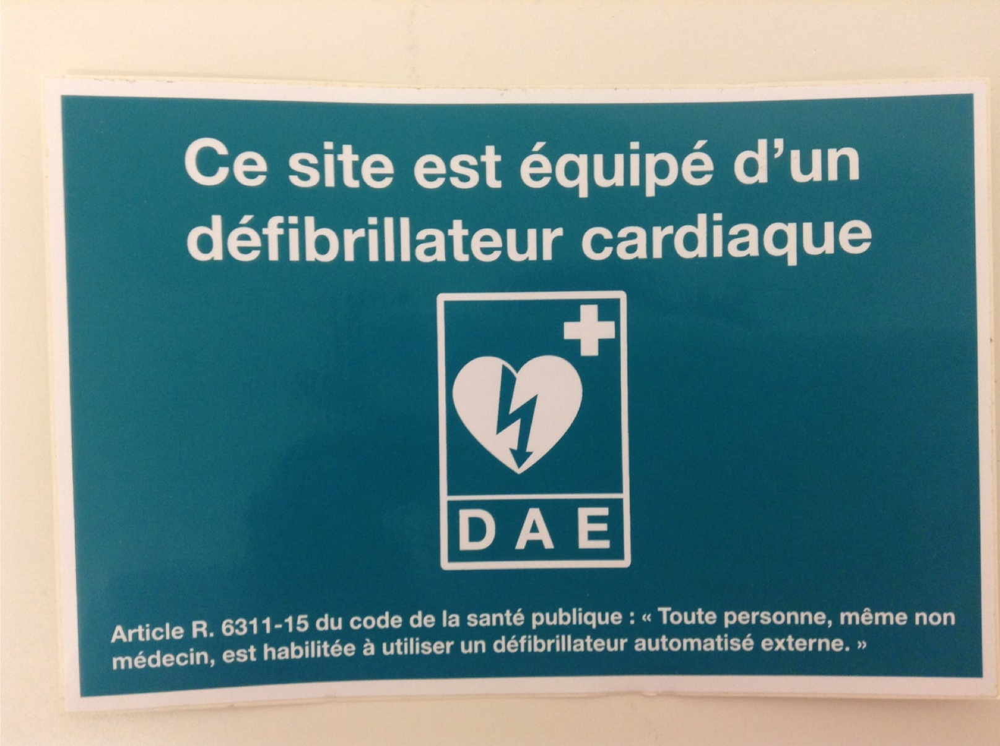 Ce site est équipé d’un
défibrillateur cardiaque
D A E
Article R. 6311-15 du code de la santé publique : « Toute personne, même non
médecin, est habilitée à utiliser un défibrillateur automatisé externe. »